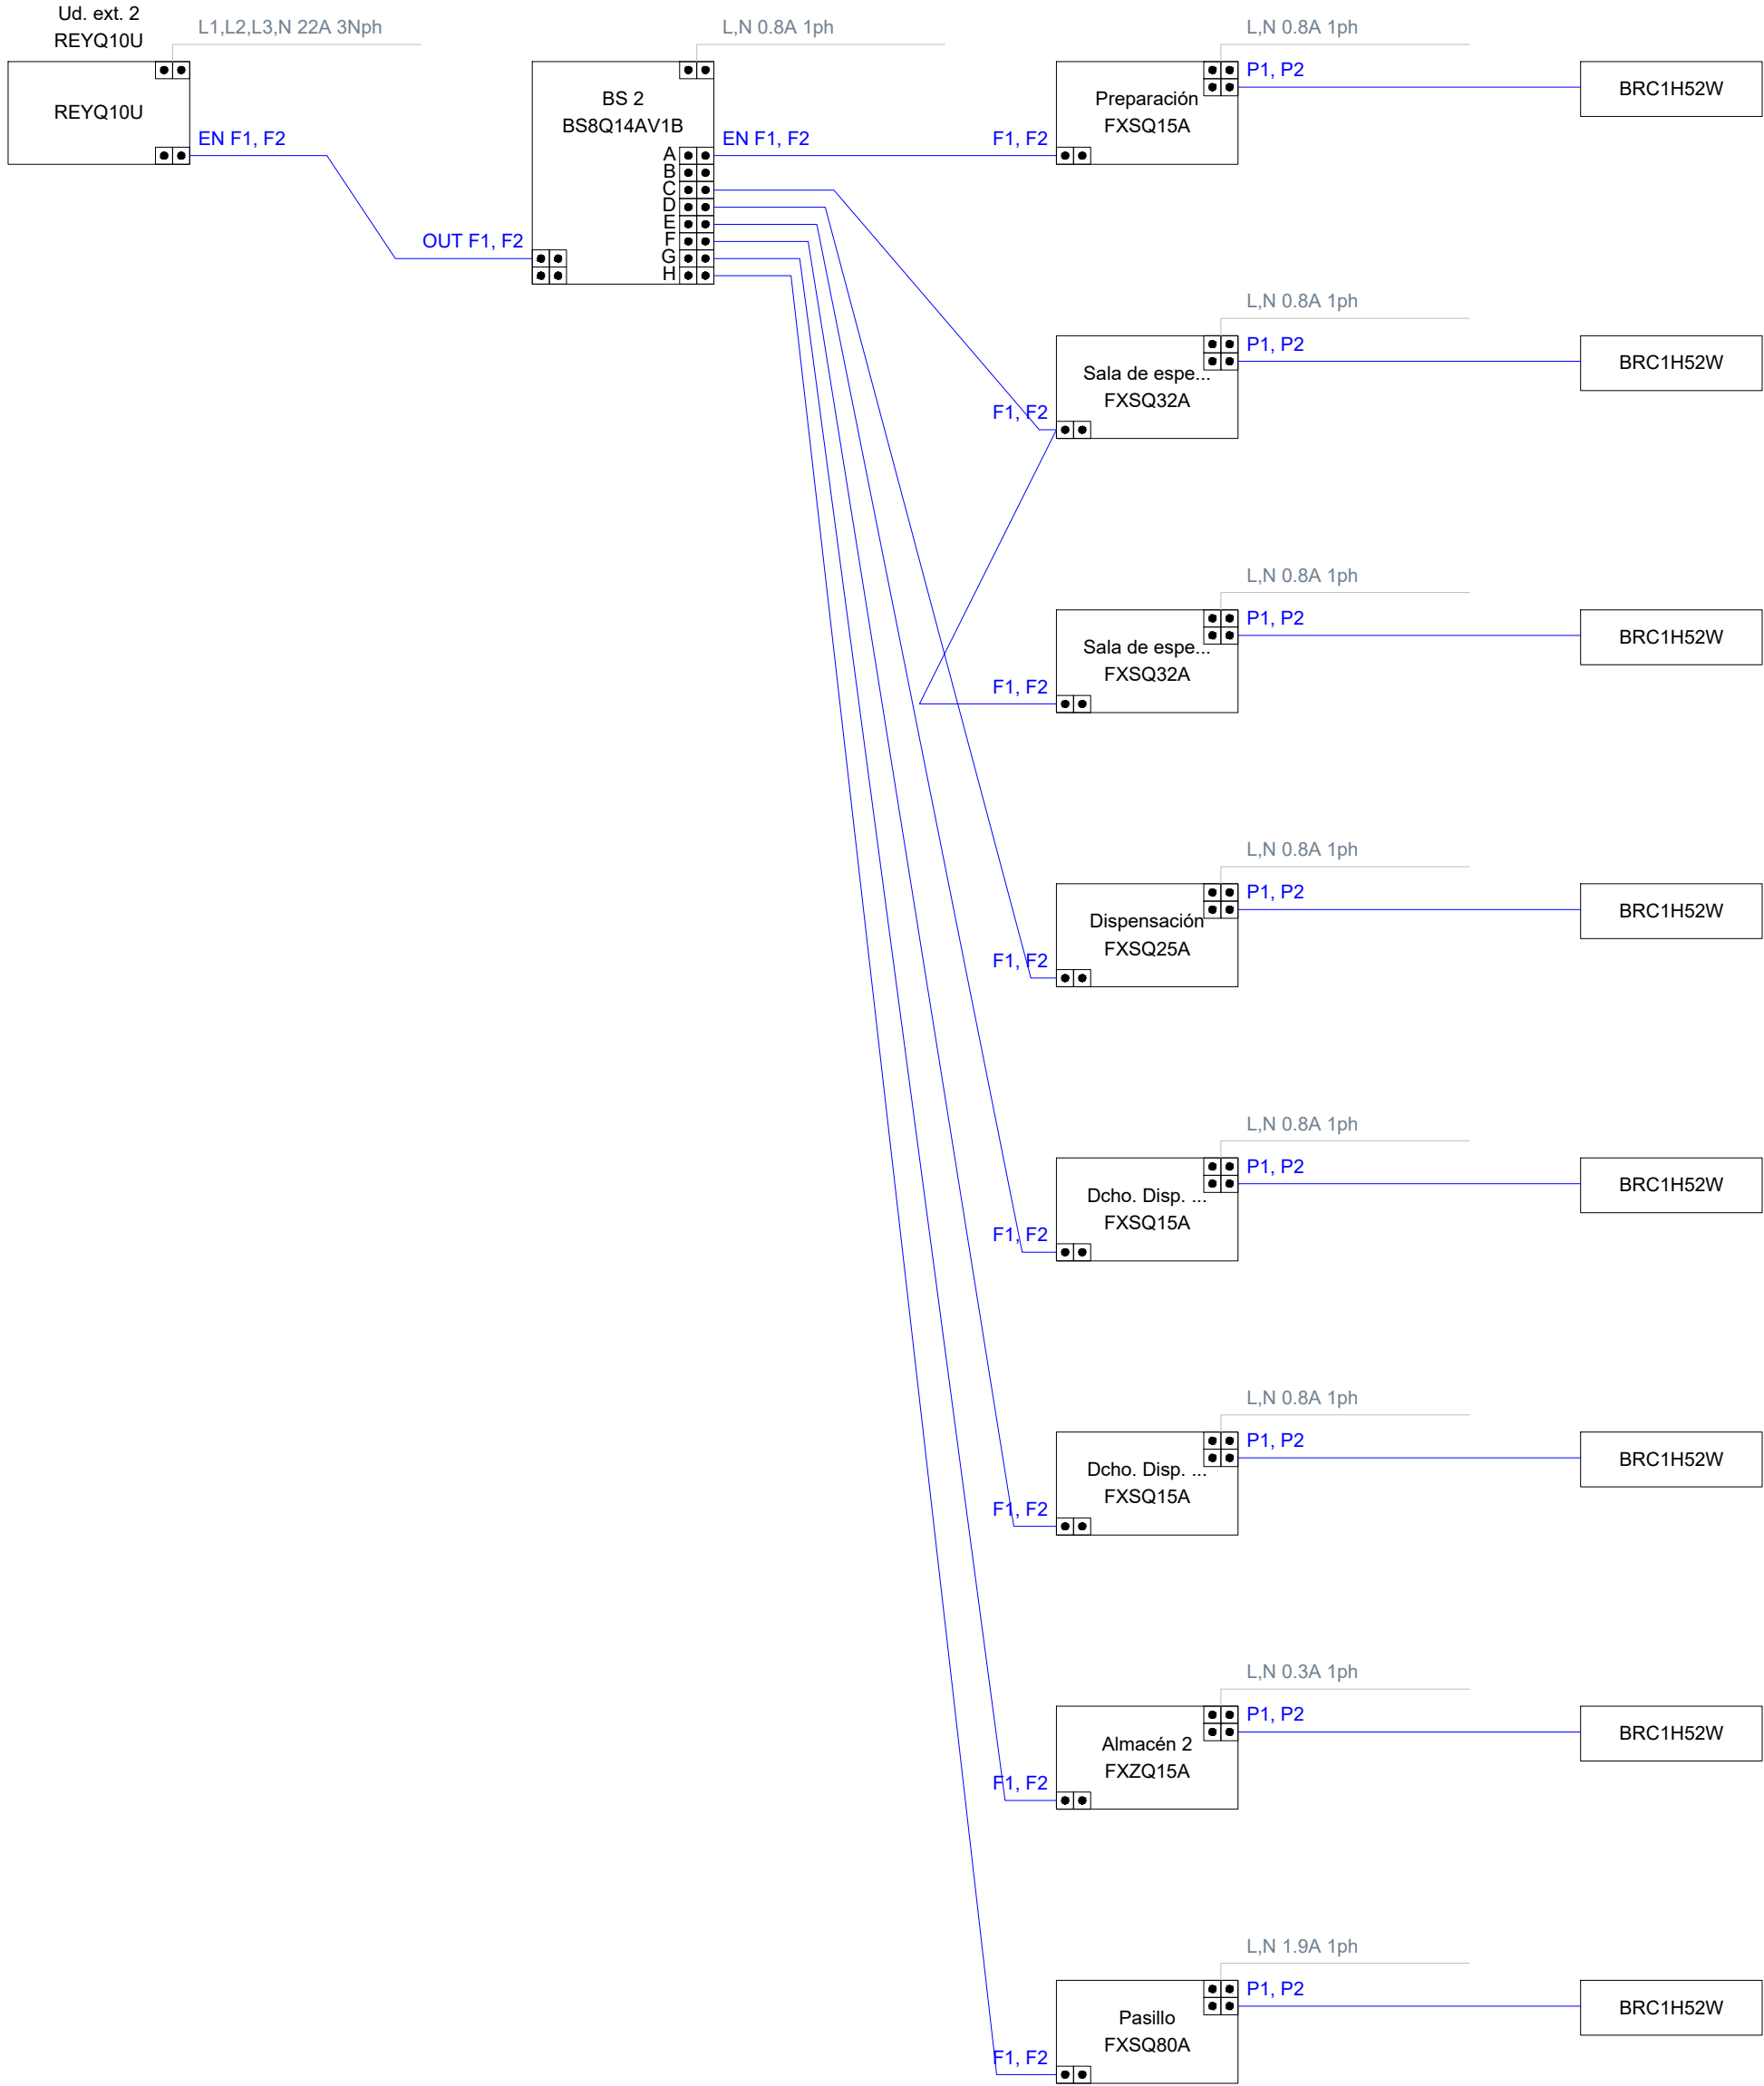 Ud. ext. 2
REYQ10U
L1,L2,L3,N 22A 3Nph
REYQ10U
EN F1, F2
L,N 0.8A 1ph
BS 2
BS8Q14AV1B
OUT F1, F2
A
B
C
D
E
F
G
H
EN F1, F2
L,N 0.8A 1ph
P1, P2
Preparación
FXSQ15A
F1, F2
BRC1H52W
L,N 0.8A 1ph
P1, P2
Sala de espe...
FXSQ32A
F1, F2
BRC1H52W
L,N 0.8A 1ph
P1, P2
Sala de espe...
FXSQ32A
F1, F2
BRC1H52W
L,N 0.8A 1ph
P1, P2
Dispensación
FXSQ25A
F1, F2
BRC1H52W
L,N 0.8A 1ph
P1, P2
Dcho. Disp. ...
FXSQ15A
F1, F2
BRC1H52W
L,N 0.8A 1ph
P1, P2
Dcho. Disp. ...
FXSQ15A
F1, F2
BRC1H52W
L,N 0.3A 1ph
P1, P2
Almacén 2
FXZQ15A
F1, F2
BRC1H52W
L,N 1.9A 1ph
P1, P2
Pasillo
FXSQ80A
F1, F2
BRC1H52W